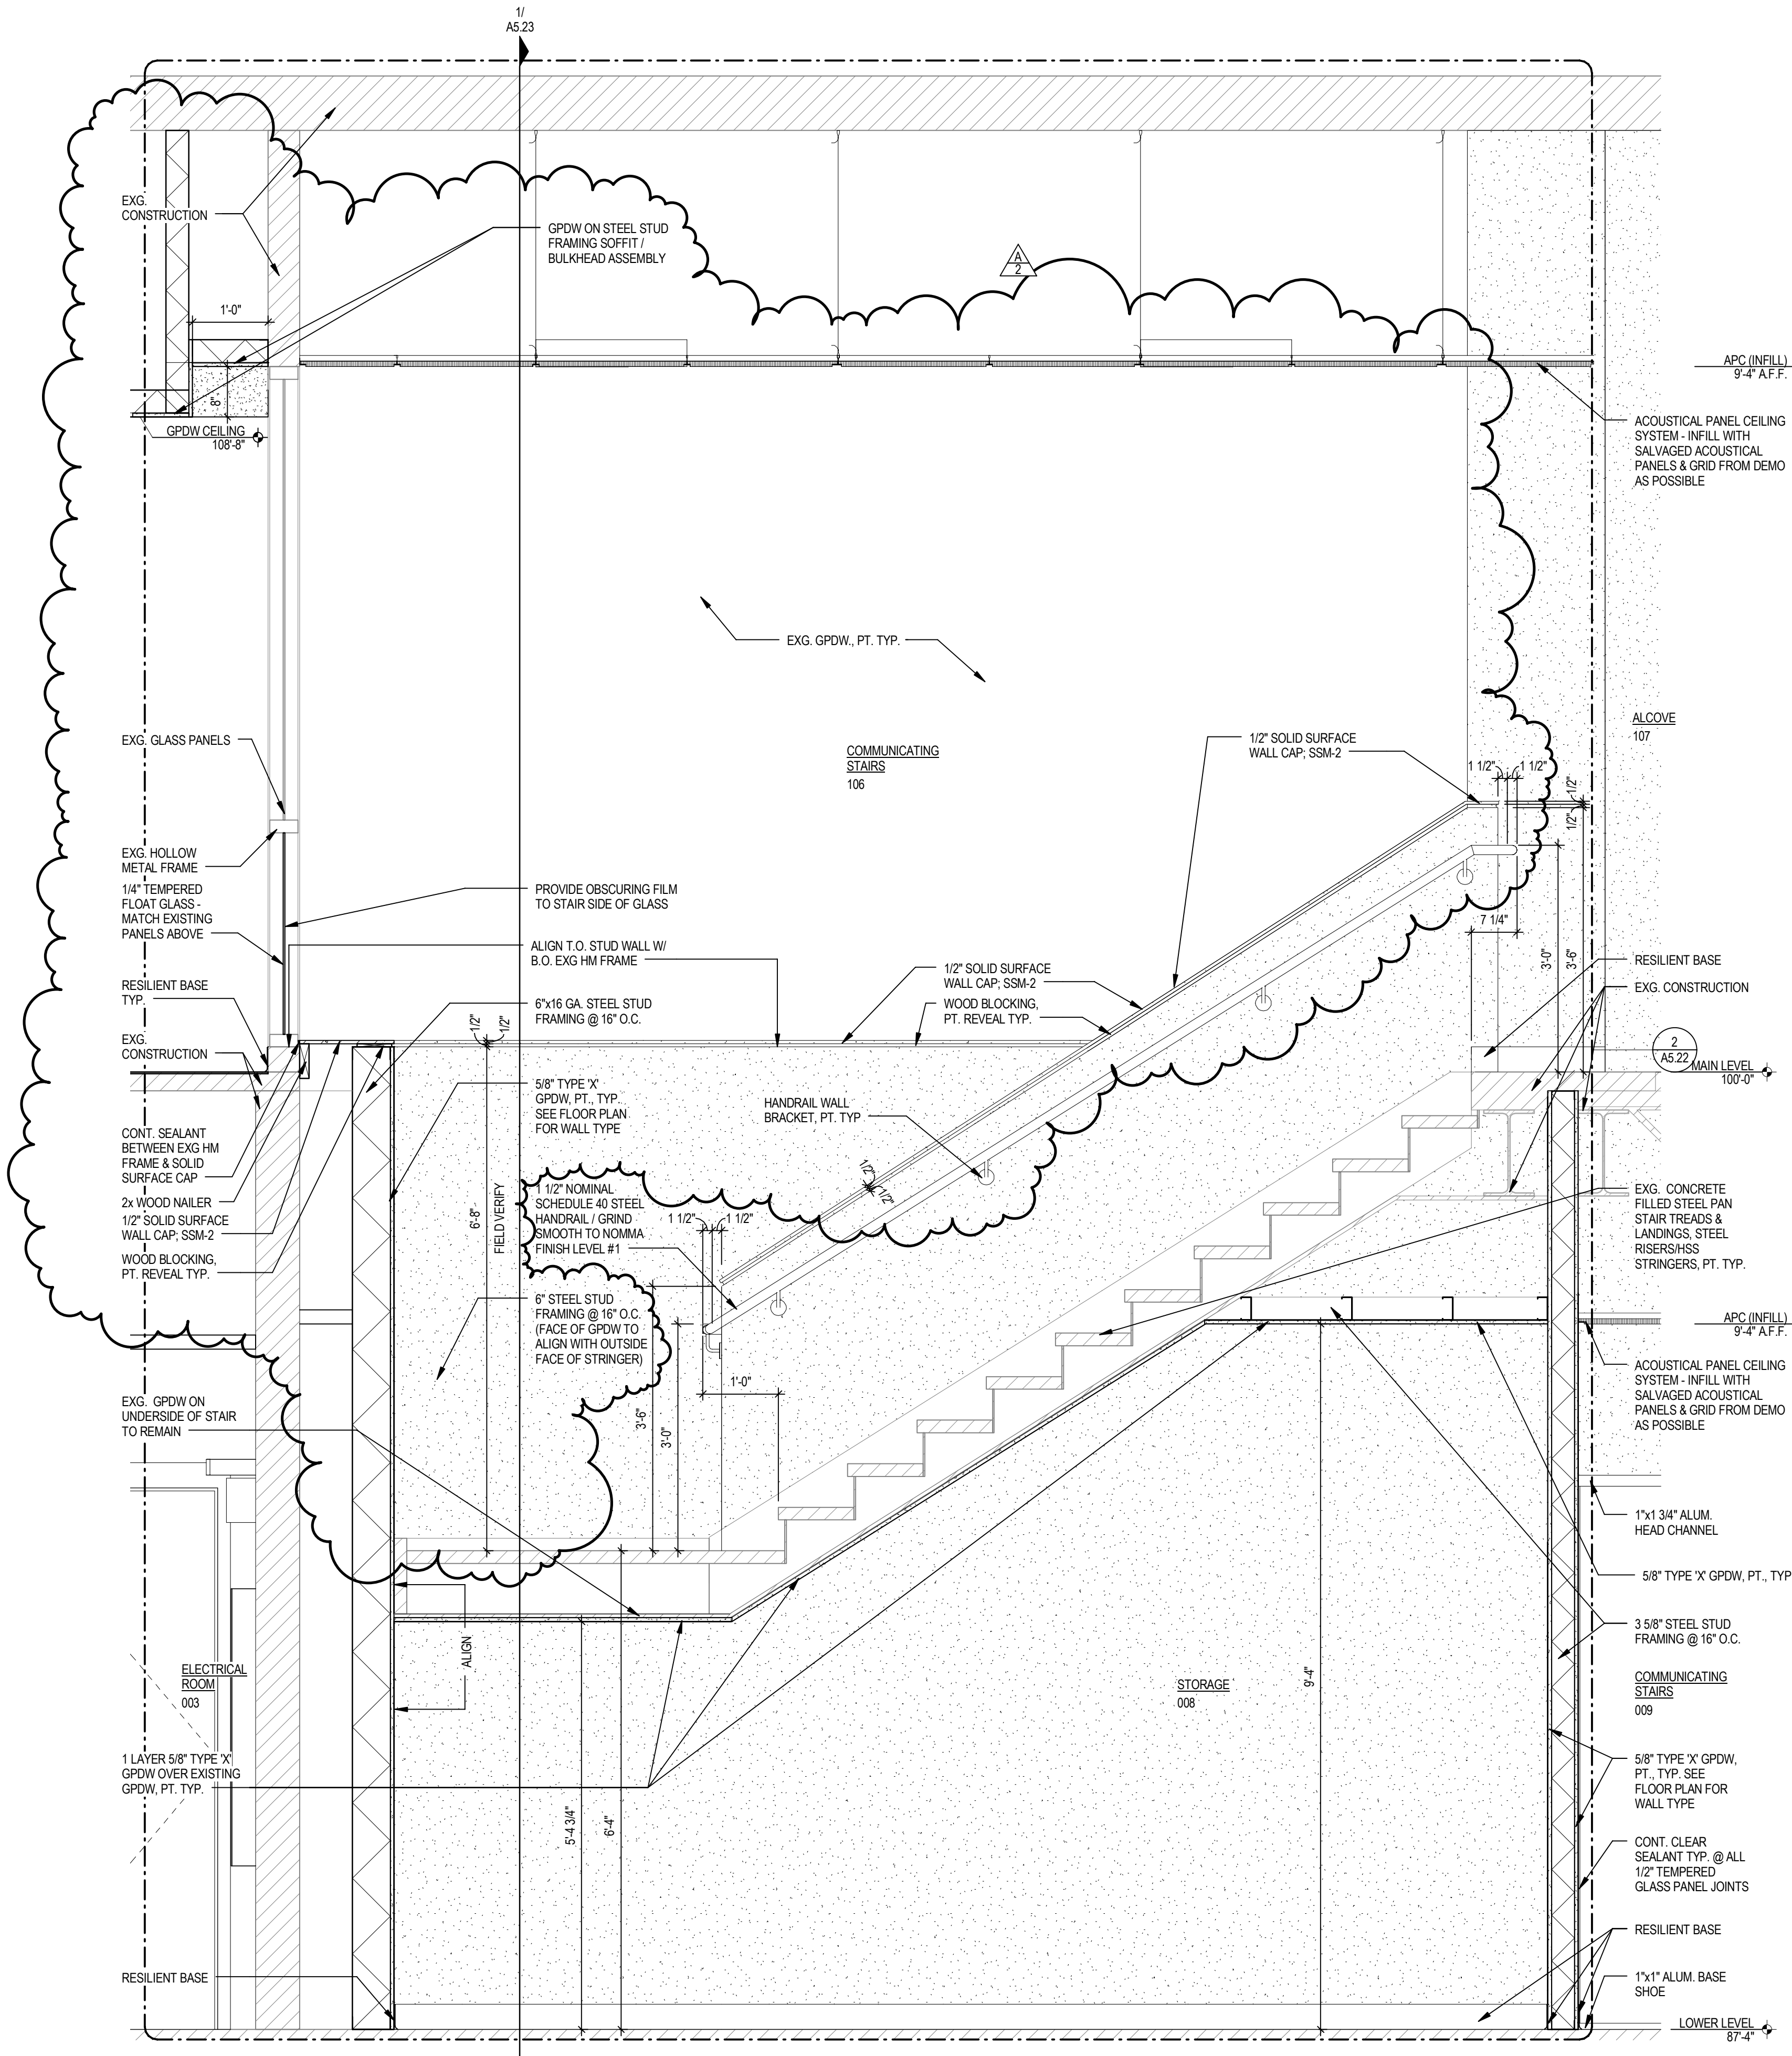 1/
A5.23
EXG.
CONSTRUCTION
GPDW ON STEEL STUD
FRAMING SOFFIT /
BULKHEAD ASSEMBLY
A
2
1'-0"
8"
GPDW CEILING
108'-8"
APC (INFILL)
9'-4" A.F.F.
ACOUSTICAL PANEL CEILING
SYSTEM - INFILL WITH
SALVAGED ACOUSTICAL
PANELS & GRID FROM DEMO
AS POSSIBLE
EXG. GPDW., PT. TYP.
ALCOVE
107
EXG. GLASS PANELS
COMMUNICATING
STAIRS
106
1/2" SOLID SURFACE
WALL CAP; SSM-2
1 1/2"
1 1/2"
1/2"
1/2"
EXG. HOLLOW
METAL FRAME
1/4" TEMPERED
FLOAT GLASS -
MATCH EXISTING
PANELS ABOVE
PROVIDE OBSCURING FILM
TO STAIR SIDE OF GLASS
7 1/4"
3'-0"
3'-6"
ALIGN T.O. STUD WALL W/
B.O. EXG HM FRAME
RESILIENT BASE
TYP.
6"x16 GA. STEEL STUD
FRAMING @ 16" O.C.
1/2" SOLID SURFACE
WALL CAP; SSM-2
WOOD BLOCKING,
PT. REVEAL TYP.
RESILIENT BASE
EXG. CONSTRUCTION
EXG.
CONSTRUCTION
1/2"
1/2"
2
A5.22
MAIN LEVEL
100'-0"
5/8" TYPE 'X'
GPDW, PT., TYP.
SEE FLOOR PLAN
FOR WALL TYPE
HANDRAIL WALL
BRACKET, PT. TYP
CONT. SEALANT
BETWEEN EXG HM
FRAME & SOLID
SURFACE CAP
2x WOOD NAILER
1/2" SOLID SURFACE
WALL CAP; SSM-2
WOOD BLOCKING,
PT. REVEAL TYP.
6'-8"
FIELD VERIFY
1 1/2" NOMINAL
SCHEDULE 40 STEEL
HANDRAIL / GRIND
SMOOTH TO NOMMA
FINISH LEVEL #1
1 1/2"
1 1/2"
1/2"
1/2"
EXG. CONCRETE
FILLED STEEL PAN
STAIR TREADS &
LANDINGS, STEEL
RISERS/HSS
STRINGERS, PT. TYP.
6" STEEL STUD
FRAMING @ 16" O.C.
(FACE OF GPDW TO
ALIGN WITH OUTSIDE
FACE OF STRINGER)
APC (INFILL)
9'-4" A.F.F.
ACOUSTICAL PANEL CEILING
SYSTEM - INFILL WITH
SALVAGED ACOUSTICAL
PANELS & GRID FROM DEMO
AS POSSIBLE
1'-0"
3'-6"
3'-0"
EXG. GPDW ON
UNDERSIDE OF STAIR
TO REMAIN
1"x1 3/4" ALUM.
HEAD CHANNEL
5/8" TYPE 'X' GPDW, PT., TYP
3 5/8" STEEL STUD
FRAMING @ 16" O.C.
ALIGN
ELECTRICAL
ROOM
003
STORAGE
008
9'-4"
COMMUNICATING
STAIRS
009
1 LAYER 5/8" TYPE 'X'
GPDW OVER EXISTING
GPDW, PT. TYP.
5'-4 3/4"
6'-4"
5/8" TYPE 'X' GPDW,
PT., TYP. SEE
FLOOR PLAN FOR
WALL TYPE
CONT. CLEAR
SEALANT TYP. @ ALL
1/2" TEMPERED
GLASS PANEL JOINTS
RESILIENT BASE
RESILIENT BASE
1"x1" ALUM. BASE
SHOE
LOWER LEVEL
87'-4"